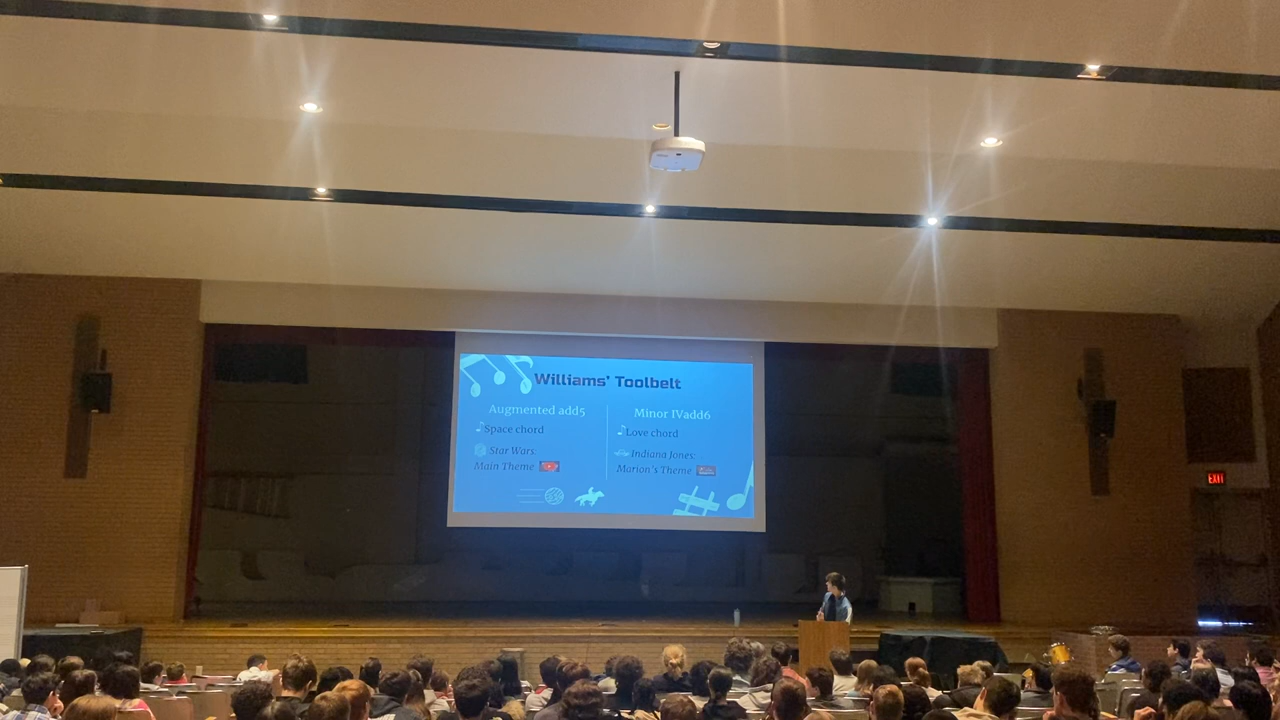 Williams' Toolbelt
Augmented add5
Space chord
Star Wars:
Main Theme
Minor IVadd6
Love chord
Indiana Jones:
Marion's Theme
EXIT